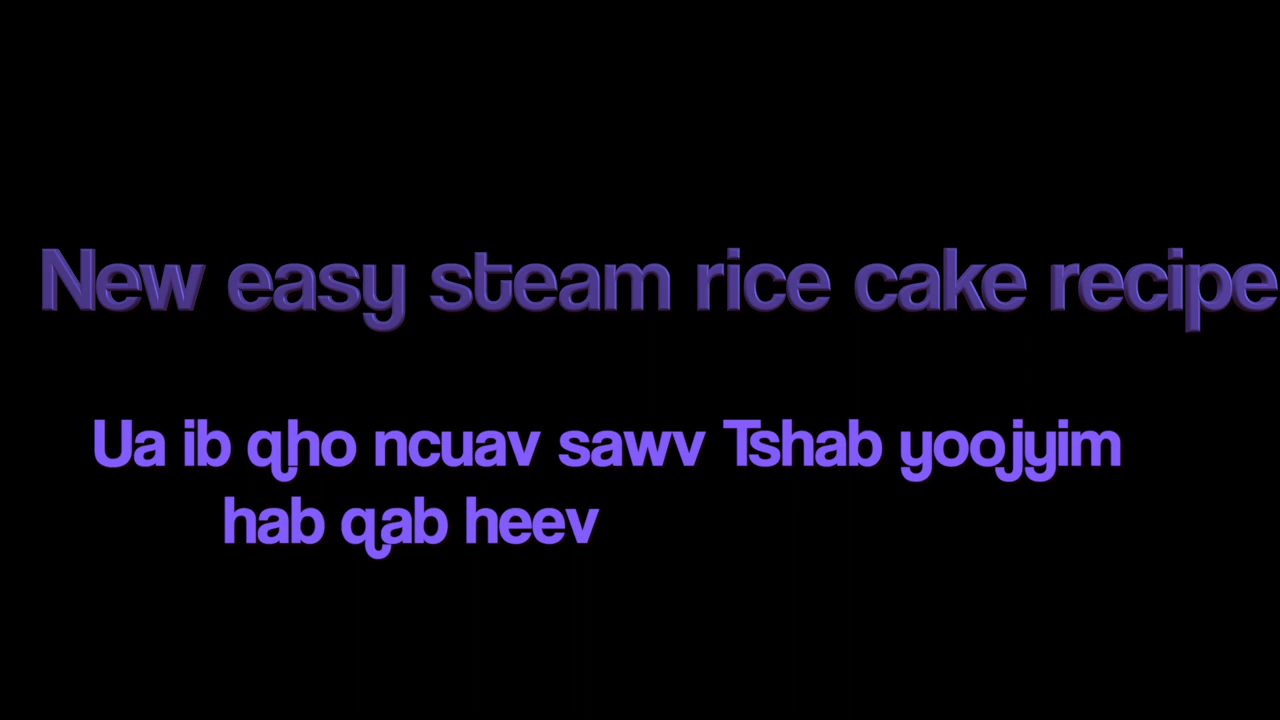 New easy steam rice cake recipe
Ua ib qho ncuav sawv Tshab yoojyim
hab qab heev